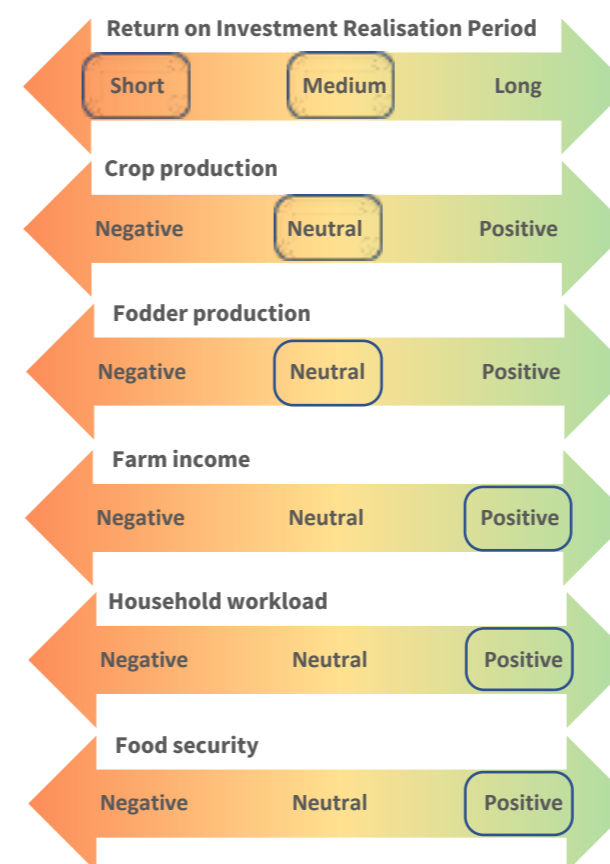 Return on Investment Realisation Period
Short Medium Long
Crop production
Negative Neutral Positive
Fodder production
Negative Neutral Positive
Farm income
Negative Neutral Positive
Household workload
Negative Neutral Positive
Food security
Negative Neutral Positive